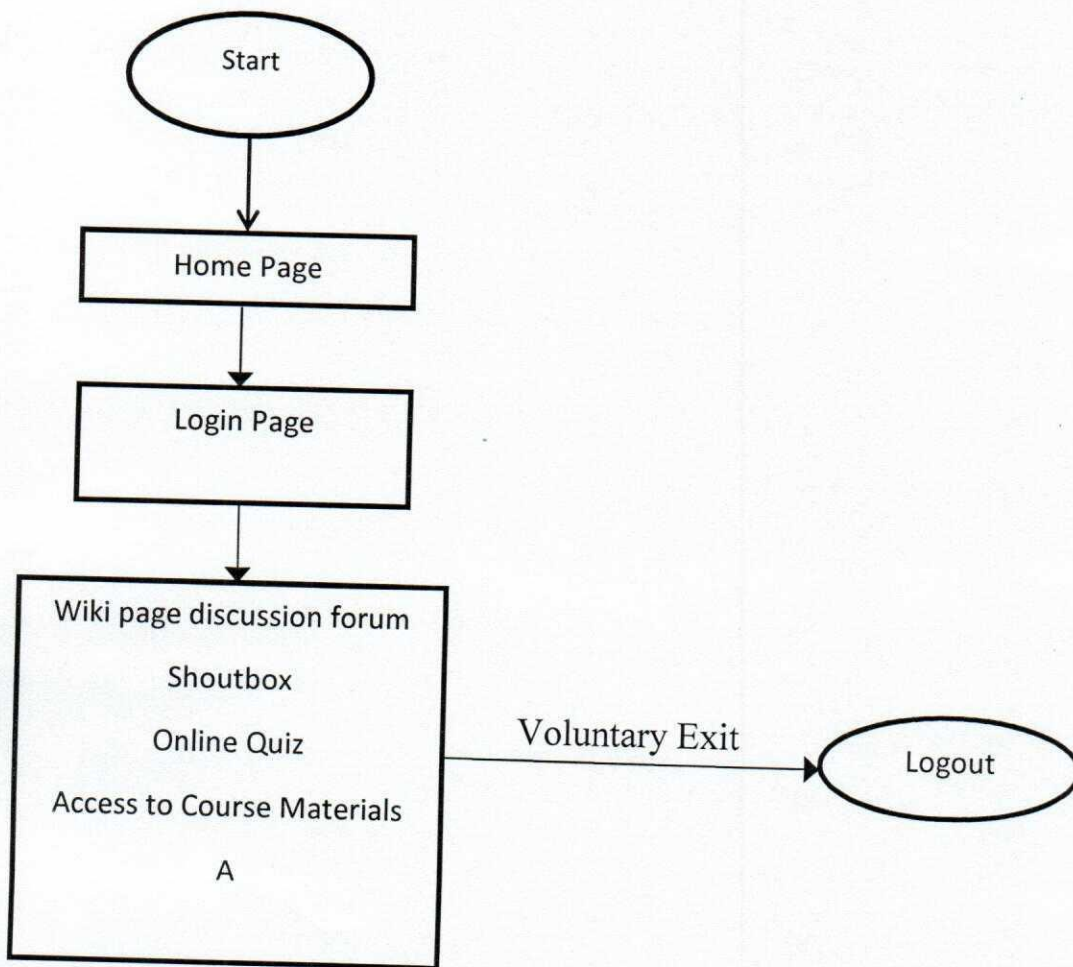 Start
Home Page
Login Page
Wiki page discussion forum
Shoutbox
Online Quiz
Access to Course Materials
A
Voluntary Exit
Logout